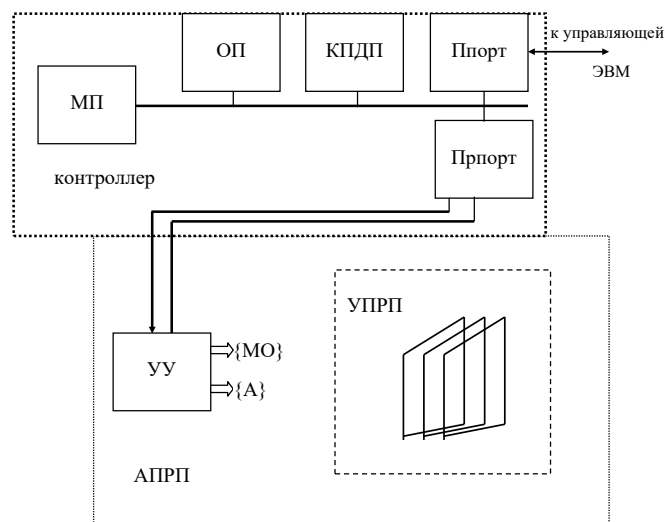 к управляющей
ОП
КПДП
Ппорт
ЭВМ
МП
Прпорт
контроллер
УПРП
УУ
{МО}
{А}
АПРП